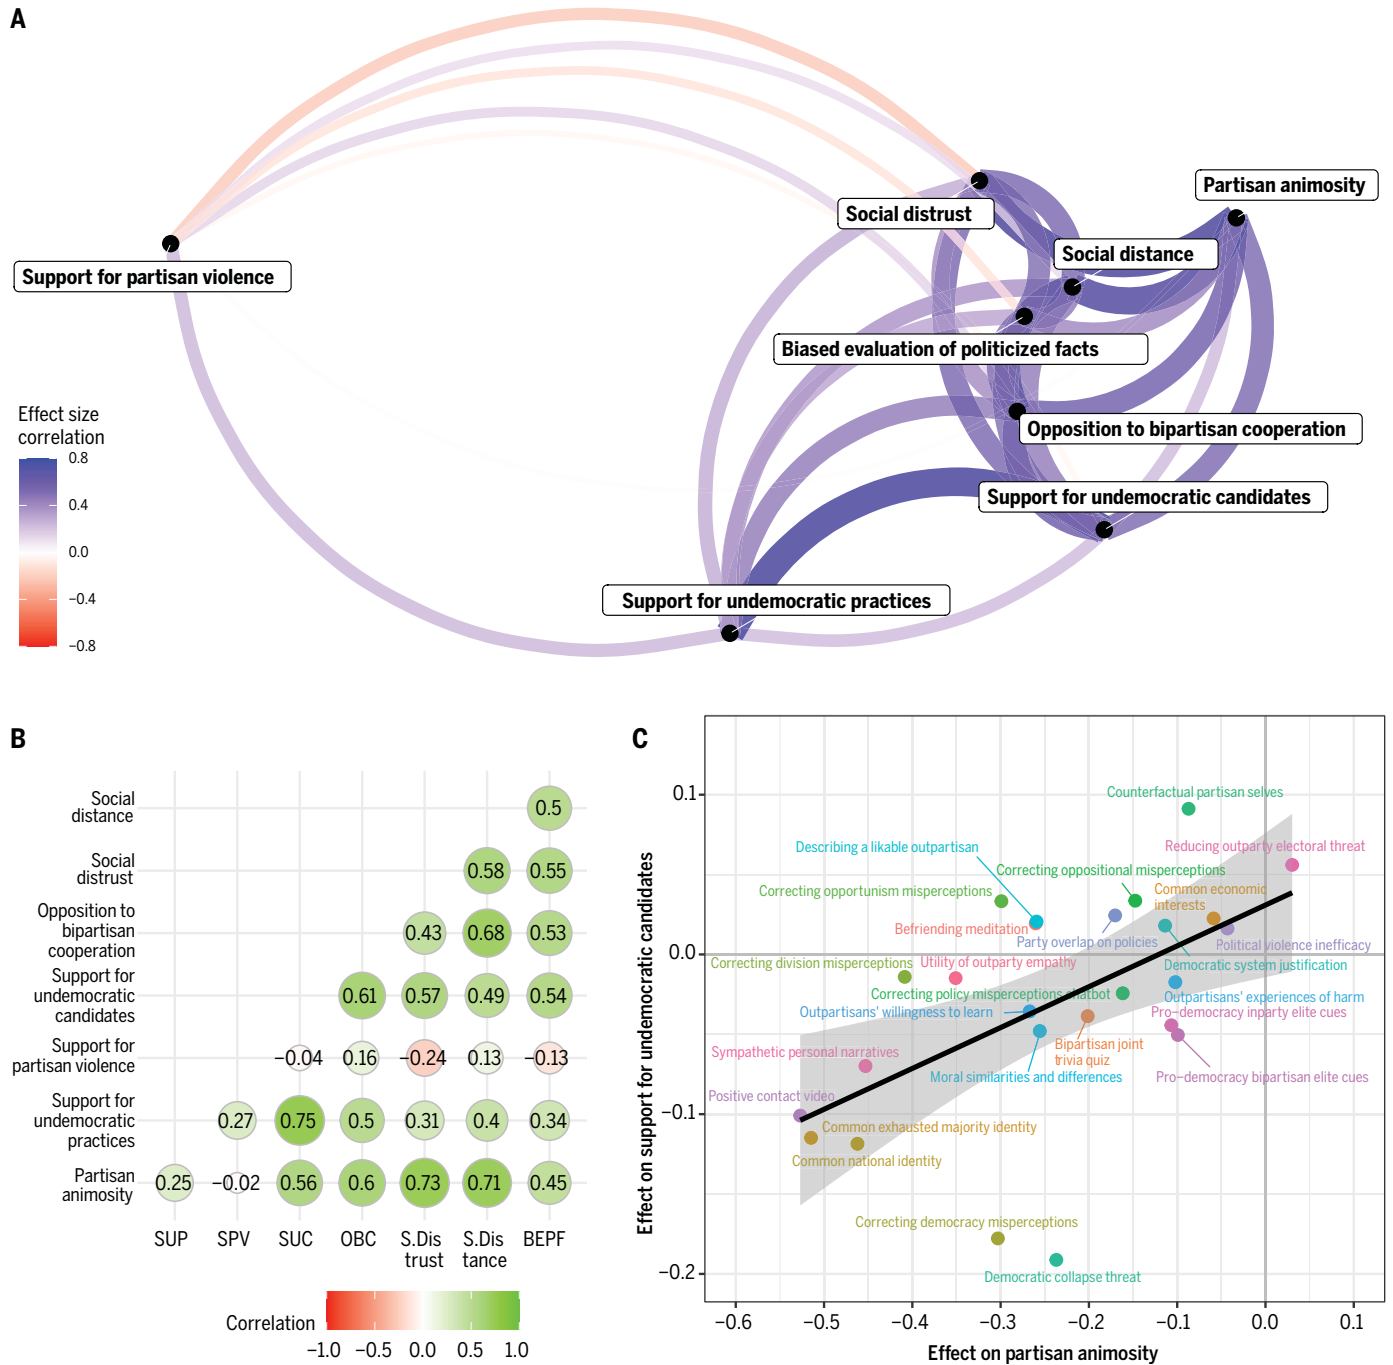 A
Partisan animosity
Social distrust
Social distance
Support for partisan violence
Biased evaluation of politicized facts
Opposition to bipartisan cooperation
Support for undemocratic candidates
Support for undemocratic practices
Effect size
correlation
0.8
0.4
0.0
−0.4
−0.8
B
Social
distance
0.5
Social
distrust
0.58
0.55
Opposition to
bipartisan
cooperation
0.43
0.68
0.53
Support for
undemocratic
candidates
0.61
0.57
0.49
0.54
Support for
partisan violence
−0.04
0.16
−0.24
0.13
−0.13
Support for
undemocratic
practices
0.27
0.75
0.5
0.31
0.4
0.34
Partisan
animosity
0.25
−0.02
0.56
0.6
0.73
0.71
0.45
SUP
SPV
SUC
OBC
S.Dis
trust
S.Dis
tance
BEPF
Correlation
−1.0
−0.5
0.0
0.5
1.0
C
Effect on support for undemocratic candidates
0.1
0.0
−0.1
−0.2
Counterfactual partisan selves
Describing a likable outpartisan
Reducing outparty electoral threat
Correcting oppositional misperceptions
Correcting opportunism misperceptions
Common economic
interests
Befriending meditation
Party overlap on policies
Political violence inefficacy
Correcting division misperceptions
Utility of outparty empathy
Democratic system justification
Correcting policy misperceptions chatbot
Outpartisans' experiences of harm
Outpartisans' willingness to learn
Pro−democracy inparty elite cues
Bipartisan joint
trivia quiz
Sympathetic personal narratives
Moral similarities and differences
Pro−democracy bipartisan elite cues
Positive contact video
Common exhausted majority identity
Common national identity
Correcting democracy misperceptions
Democratic collapse threat
−0.6
−0.5
−0.4
−0.3
−0.2
−0.1
0.0
0.1
Effect on partisan animosity